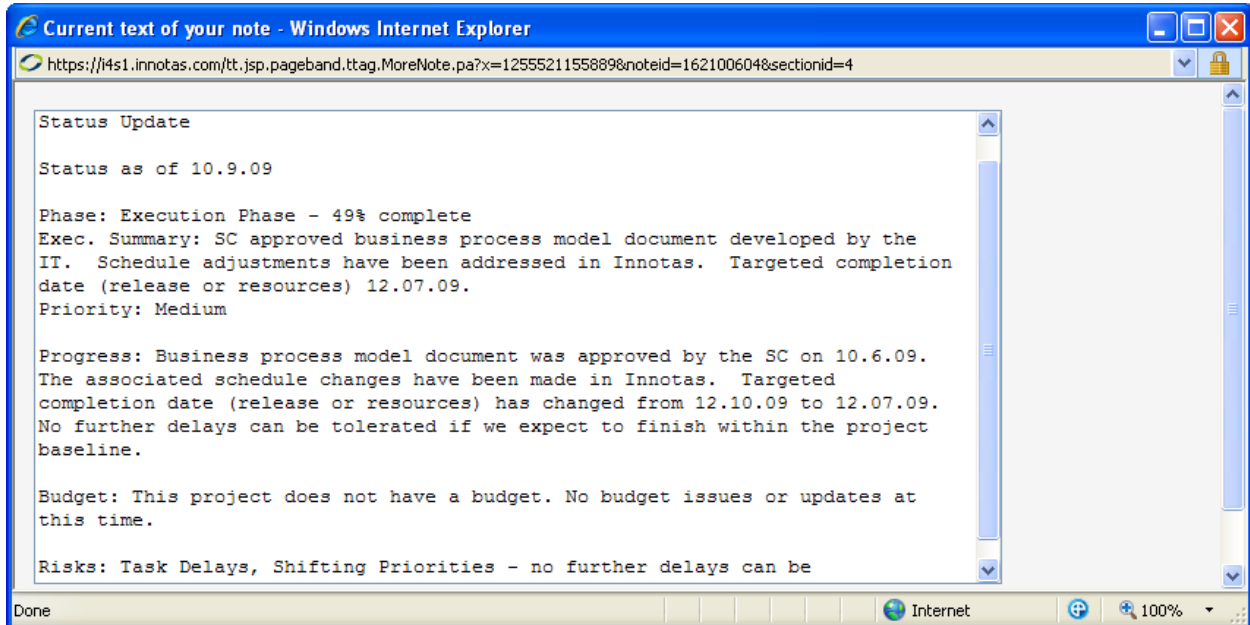 Current text of your note - Windows Internet Explorer
https://i4s1.innotas.com/tt.jsp.pageband.ttag.MoreNote.pa?x=1255521155889&noteid=162100604&sectionid=4
Status Update
Status as of 10.9.09
Phase: Execution Phase - 49% complete
Exec. Summary: SC approved business process model document developed by the
IT.  Schedule adjustments have been addressed in Innotas.  Targeted completion
date (release or resources) 12.07.09.
Priority: Medium
Progress: Business process model document was approved by the SC on 10.6.09.
The associated schedule changes have been made in Innotas.  Targeted
completion date (release or resources) has changed from 12.10.09 to 12.07.09.
No further delays can be tolerated if we expect to finish within the project
baseline.
Budget: This project does not have a budget. No budget issues or updates at
this time.
Risks: Task Delays, Shifting Priorities - no further delays can be
Done
Internet
100%